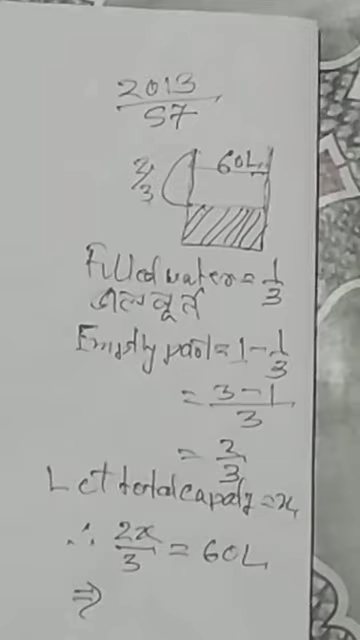 2013
57
60L
2/3
Filled water = 1/3
জলপূর্ণ
Empty part = 1 - 1/3
= 3-1/3
= 2/3
Let total capacity = x
∴ 2x/3 = 60L
⇒